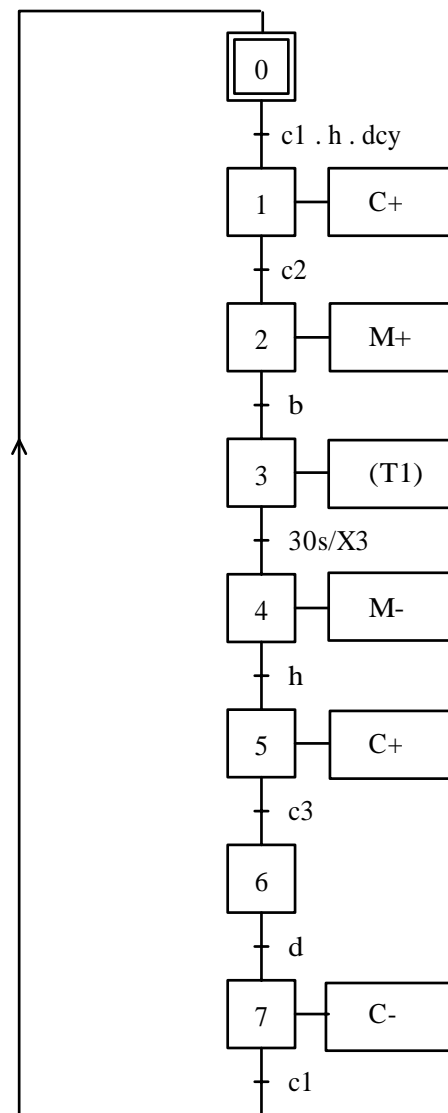 0
c1 . h . dcy
1 C+
c2
2 M+
b
3 (T1)
30s/X3
4 M-
h
5 C+
c3
6
d
7 C-
c1